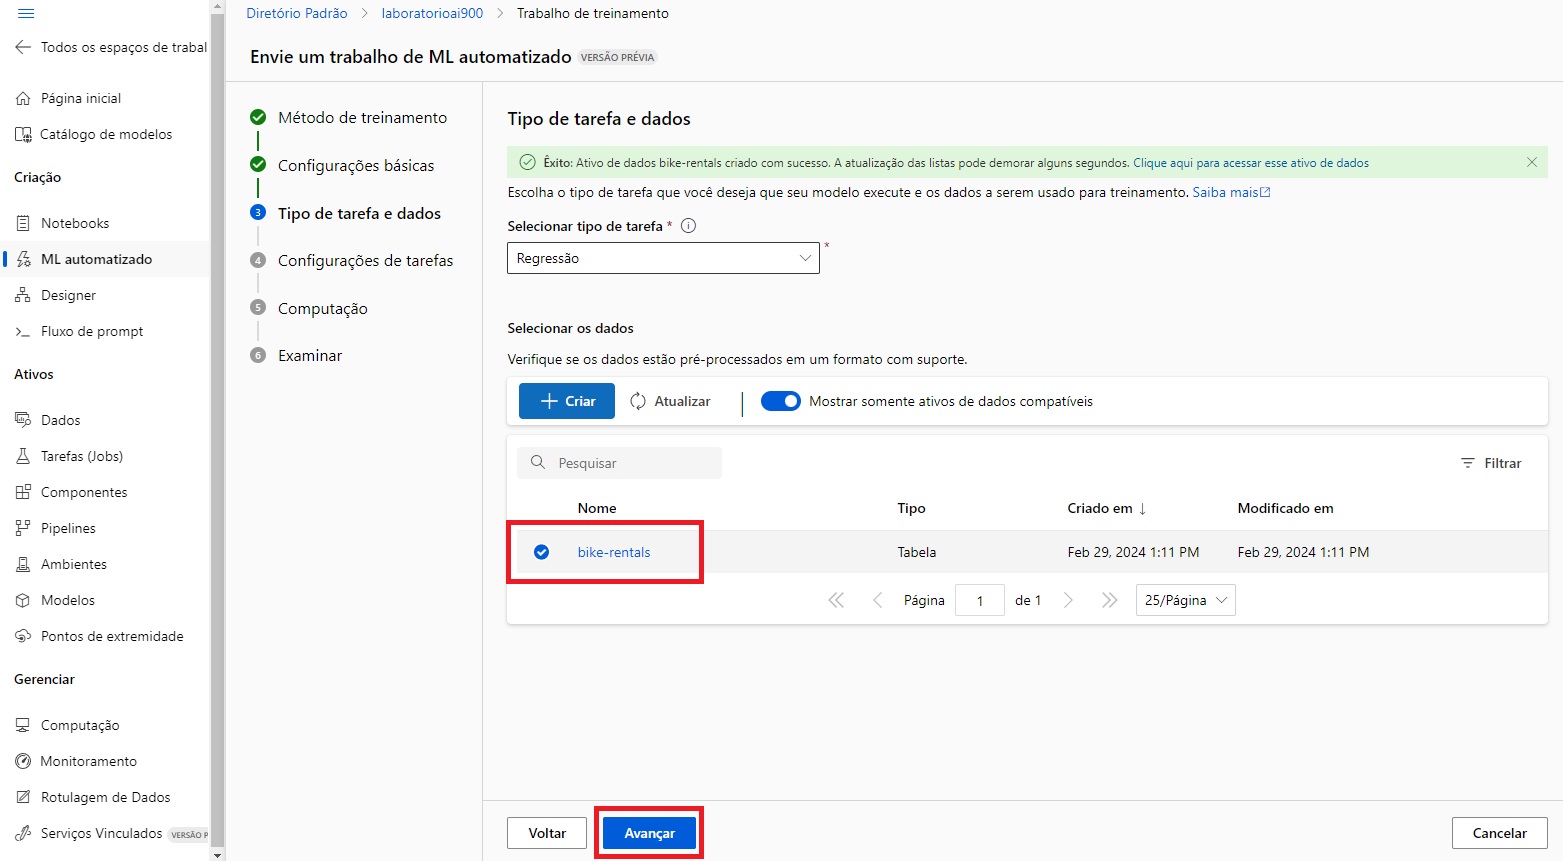 Diretório Padrão > laboratorioai900 > Trabalho de treinamento
Todos os espaços de trabal
Página inicial
Catálogo de modelos
Criação
Notebooks
ML automatizado
Designer
Fluxo de prompt
Ativos
Dados
Tarefas (Jobs)
Componentes
Pipelines
Ambientes
Modelos
Pontos de extremidade
Gerenciar
Computação
Monitoramento
Rotulagem de Dados
Serviços Vinculados VERSÃO P
Envie um trabalho de ML automatizado VERSÃO PRÉVIA
Método de treinamento
Configurações básicas
3 Tipo de tarefa e dados
4 Configurações de tarefas
5 Computação
6 Examinar
Tipo de tarefa e dados
Êxito: Ativo de dados bike-rentals criado com sucesso. A atualização das listas pode demorar alguns segundos. Clique aqui para acessar esse ativo de dados
Escolha o tipo de tarefa que você deseja que seu modelo execute e os dados a serem usado para treinamento. Saiba mais
Selecionar tipo de tarefa *
Regressão *
Selecionar os dados
Verifique se os dados estão pré-processados em um formato com suporte.
Criar Atualizar Mostrar somente ativos de dados compatíveis
Pesquisar Filtrar
Nome Tipo Criado em ↓ Modificado em
bike-rentals Tabela Feb 29, 2024 1:11 PM Feb 29, 2024 1:11 PM
Página 1 de 1 25/Página
Voltar Avançar Cancelar